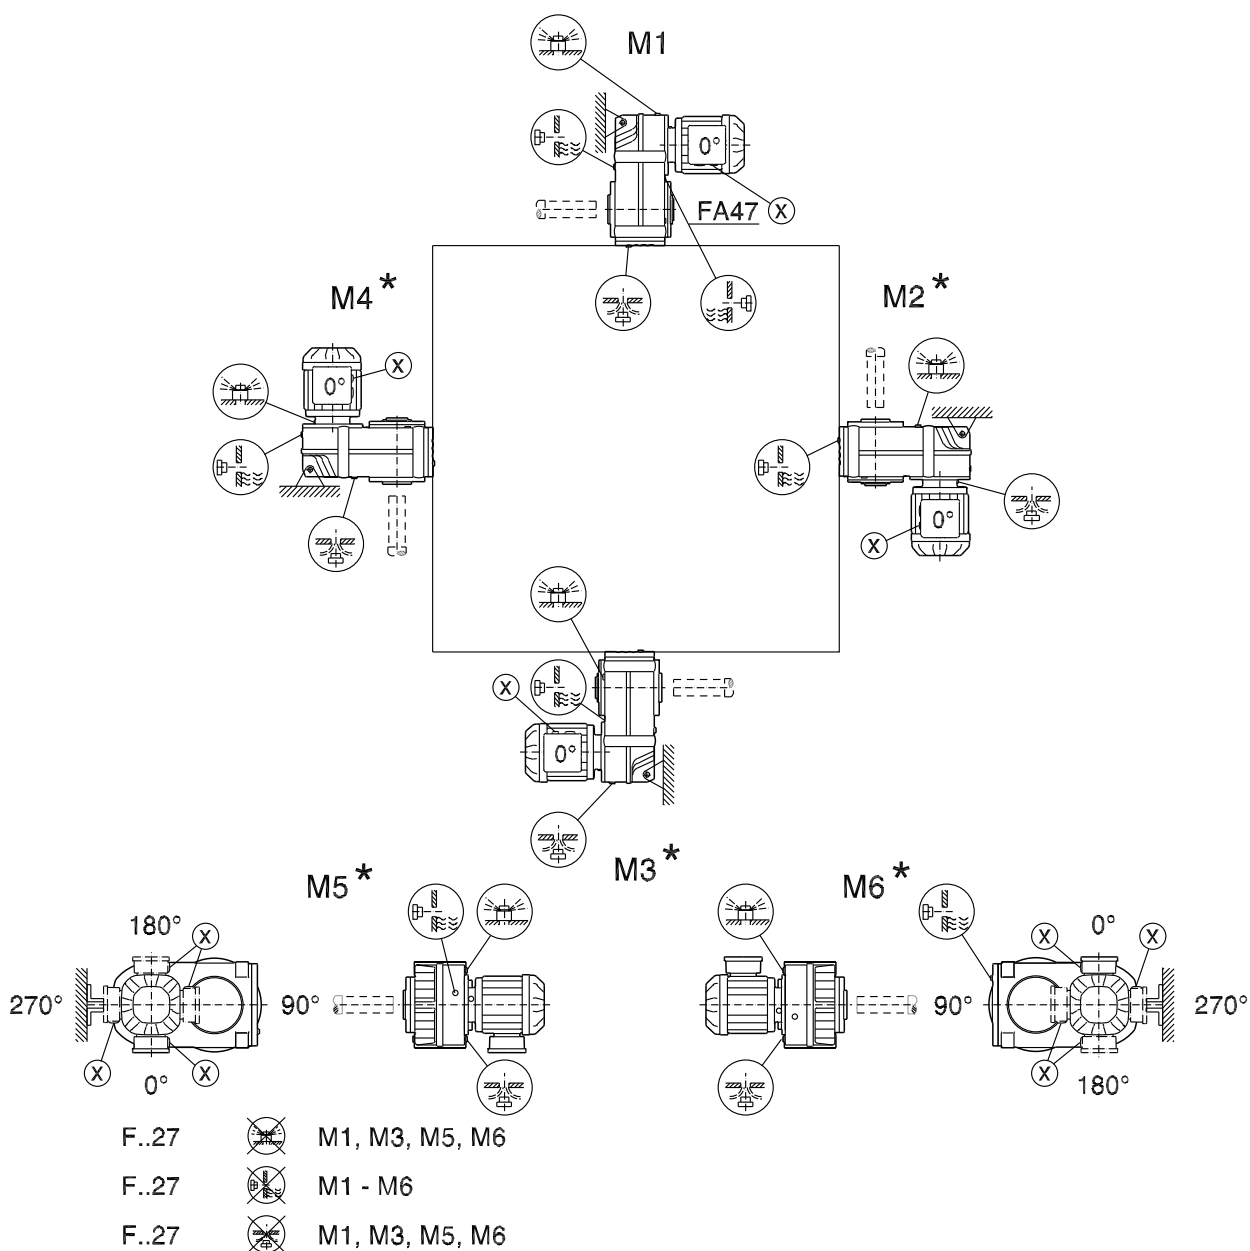 M1
0°
FA47 X
M4*
M2*
X
0°
0°
X
X
0°
M3*
M5*
M6*
180°
X
0°
X X
270°
90°
90°
270°
X
0°
X
X
180°
F..27 M1, M3, M5, M6
F..27 M1 - M6
F..27 M1, M3, M5, M6